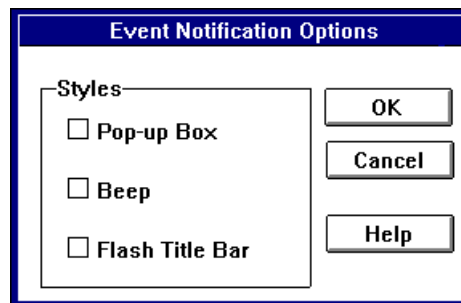 Event Notification Options
Styles
Pop-up Box
Beep
Flash Title Bar
OK
Cancel
Help